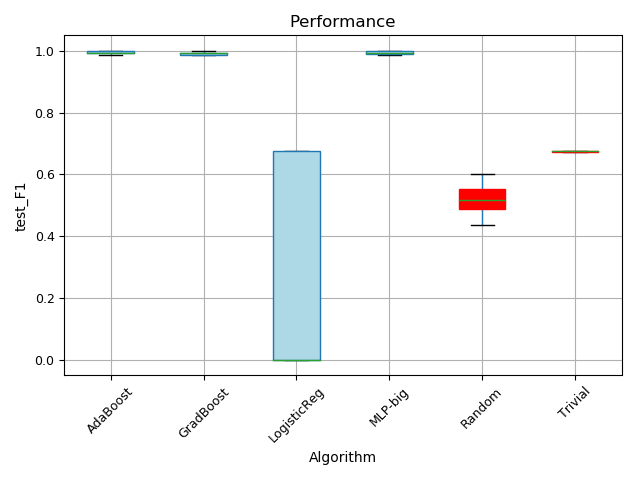 Performance
test_F1
1.0
0.8
0.6
0.4
0.2
0.0
AdaBoost
GradBoost
LogisticReg
MLP-big
Random
Trivial
Algorithm